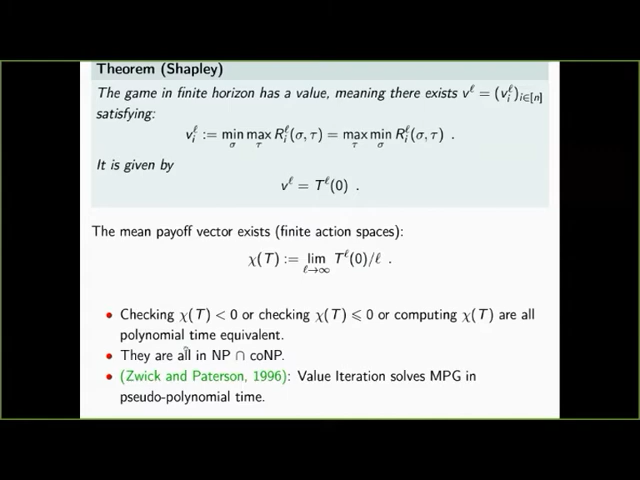 Theorem (Shapley)
The game in finite horizon has a value, meaning there exists v^ℓ = (v_i^ℓ)_{i∈[n]}
satisfying:
v_i^ℓ := min_σ max_τ R_i^ℓ(σ, τ) = max_τ min_σ R_i^ℓ(σ, τ) .
It is given by
v^ℓ = T^ℓ(0) .
The mean payoff vector exists (finite action spaces):
χ(T) := lim_{ℓ→∞} T^ℓ(0)/ℓ .
• Checking χ(T) < 0 or checking χ(T) ⩽ 0 or computing χ(T) are all
polynomial time equivalent.
• They are all in NP ∩ coNP.
• (Zwick and Paterson, 1996): Value Iteration solves MPG in
pseudo-polynomial time.